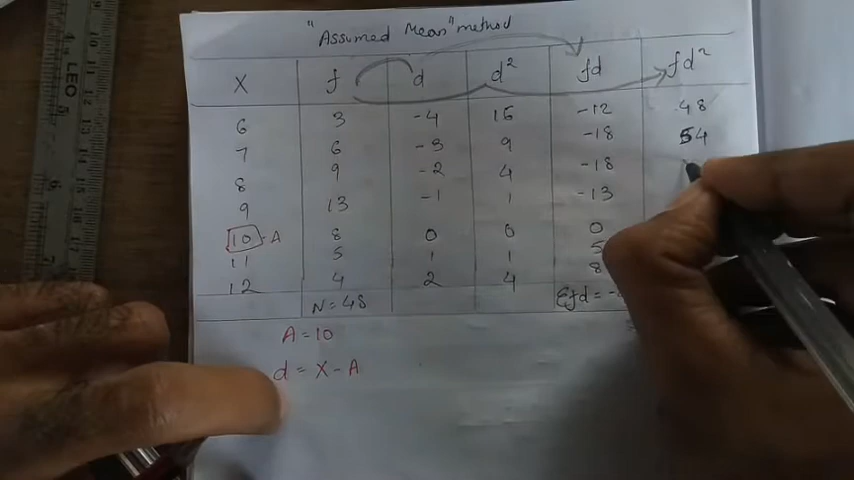 "Assumed Mean" method
X f d d² fd fd²
6 3 -4 16 -12 48
7 6 -3 9 -18 54
8 9 -2 4 -18
9 13 -1 1 -13
10 A 8 0 0 0
11 5 1 1 5
12 4 2 4 8
N = 48 Σfd = -
A = 10
d = X - A
LEO